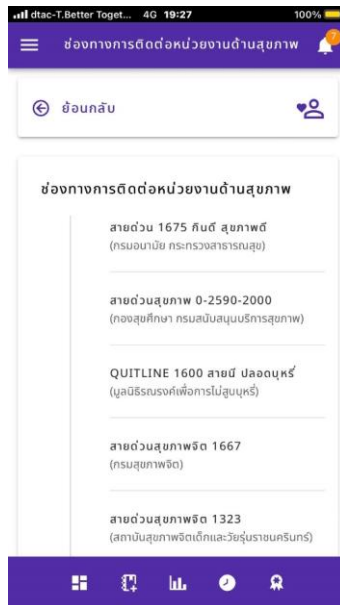 dtac-T.Better Toget... 4G 19:27 100%
ช่องทางการติดต่อหน่วยงานด้านสุขภาพ
7
ย้อนกลับ
ช่องทางการติดต่อหน่วยงานด้านสุขภาพ
สายด่วน 1675 กินดี สุขภาพดี
(กรมอนามัย กระทรวงสาธารณสุข)
สายด่วนสุขภาพ 0-2590-2000
(กองสุขศึกษา กรมสนับสนุนบริการสุขภาพ)
QUITLINE 1600 สายนี้ ปลอดบุหรี่
(มูลนิธิรณรงค์เพื่อการไม่สูบบุหรี่)
สายด่วนสุขภาพจิต 1667
(กรมสุขภาพจิต)
สายด่วนสุขภาพจิต 1323
(สถาบันสุขภาพจิตเด็กและวัยรุ่นราชนครินทร์)